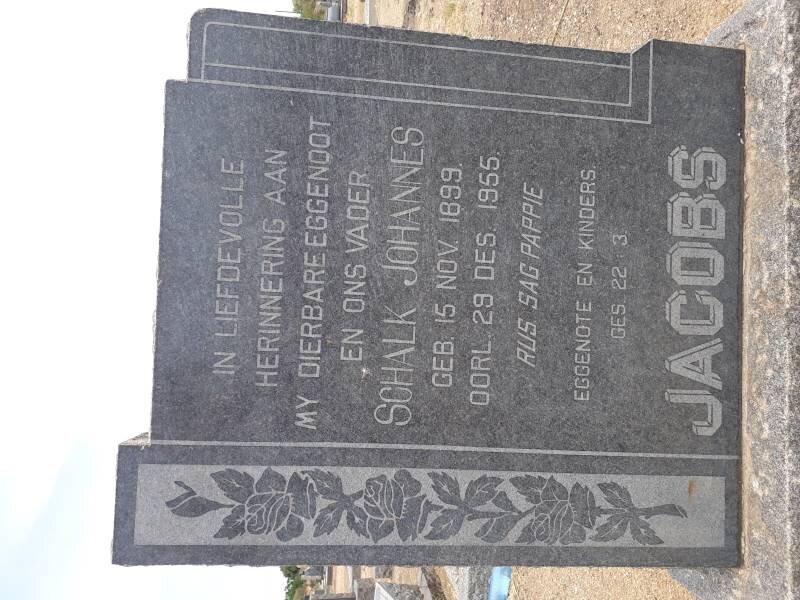 IN LIEFDEVOLLE
HERINNERING AAN
MY DIERBARE EGGENOOT
EN ONS VADER.
SCHALK JOHANNES
GEB. 15 NOV. 1899.
OORL. 29 DES. 1955.
RUS SAG PAPPIE
EGGENOTE EN KINDERS.
GES. 22 : 3.
JACOBS